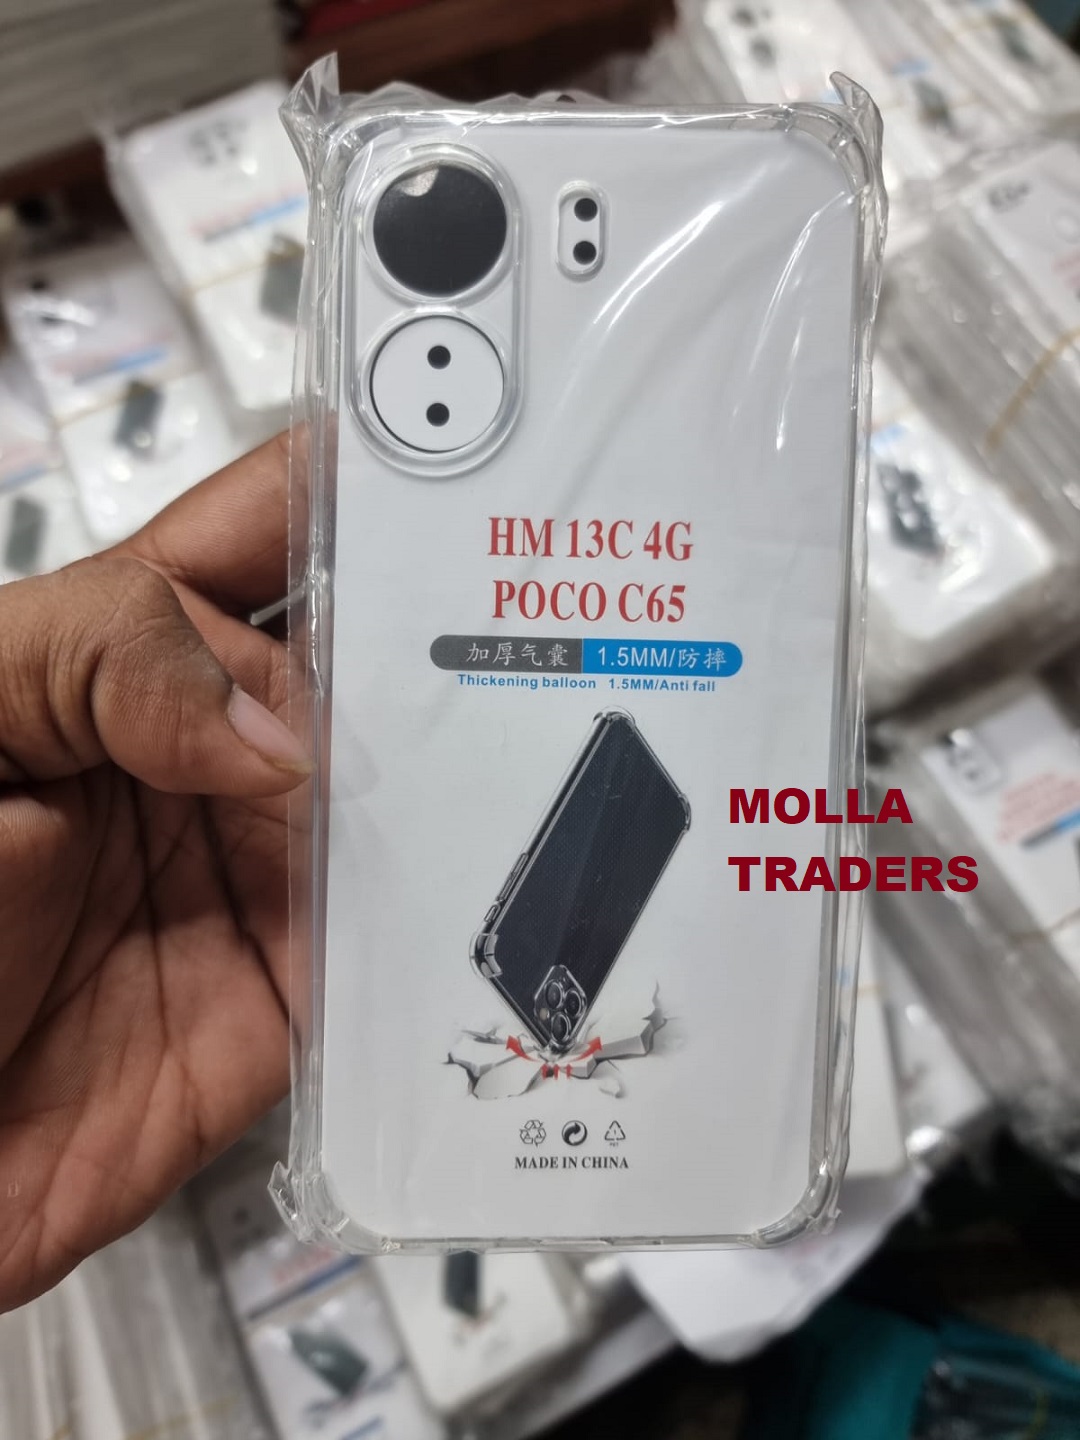 HM 13C 4G
POCO C65
加厚气囊 1.5MM/防摔
Thickening balloon 1.5MM/Anti fall
MOLLA
TRADERS
MADE IN CHINA